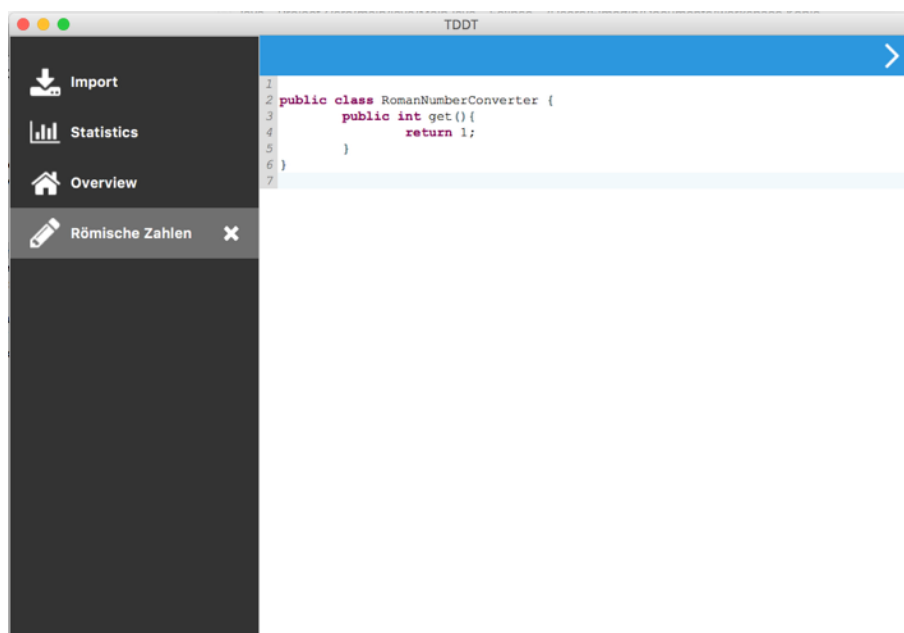 TDDT
Import
Statistics
Overview
Römische Zahlen
1
2 public class RomanNumberConverter {
3 public int get(){
4 return 1;
5 }
6 }
7